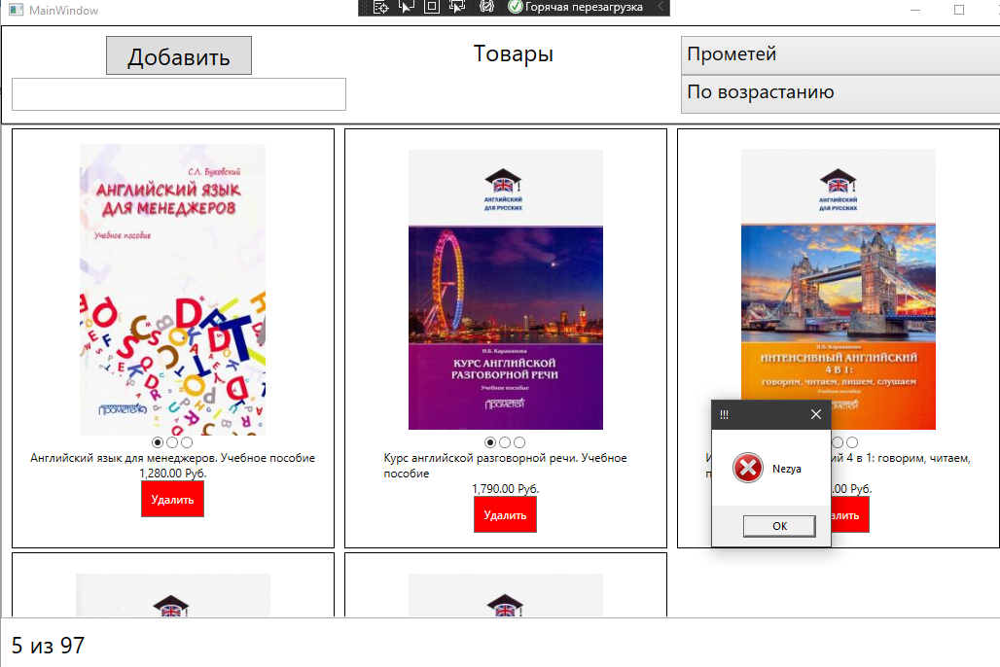 MainWindow
Горячая перезагрузка
Добавить
Товары
Прометей
По возрастанию
С.Л. Буковский
АНГЛИЙСКИЙ ЯЗЫК
ДЛЯ МЕНЕДЖЕРОВ
Учебное пособие
Прометей
Английский язык для менеджеров. Учебное пособие
1,280.00 Руб.
Удалить
АНГЛИЙСКИЙ
ДЛЯ РУССКИХ
Н.В. Караванова
КУРС АНГЛИЙСКОЙ
РАЗГОВОРНОЙ РЕЧИ
Учебное пособие
Прометей
Курс английской разговорной речи. Учебное
пособие
1,790.00 Руб.
Удалить
АНГЛИЙСКИЙ
ДЛЯ РУССКИХ
Н.В. Караванова
ИНТЕНСИВНЫЙ АНГЛИЙСКИЙ
4 В 1:
говорим, читаем, пишем, слушаем
Учебное пособие
ий 4 в 1: говорим, читаем,
.00 Руб.
алить
!!!
Nezya
OK
5 из 97